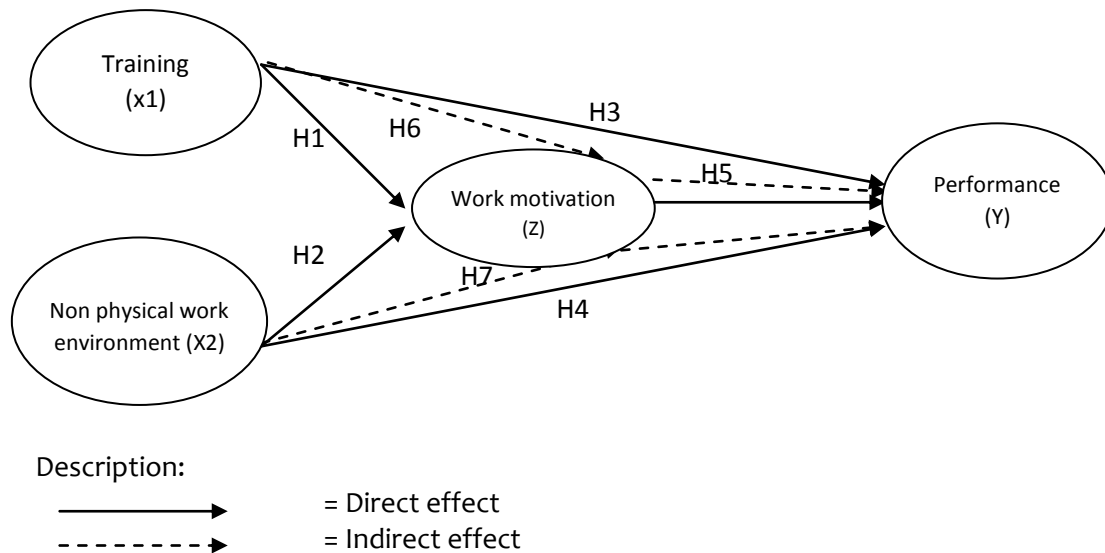 Training
(x1)
H3
H6
H1
H5
Work motivation
(Z)
Performance
(Y)
H2
H7
H4
Non physical work
environment (X2)
Description:
= Direct effect
= Indirect effect